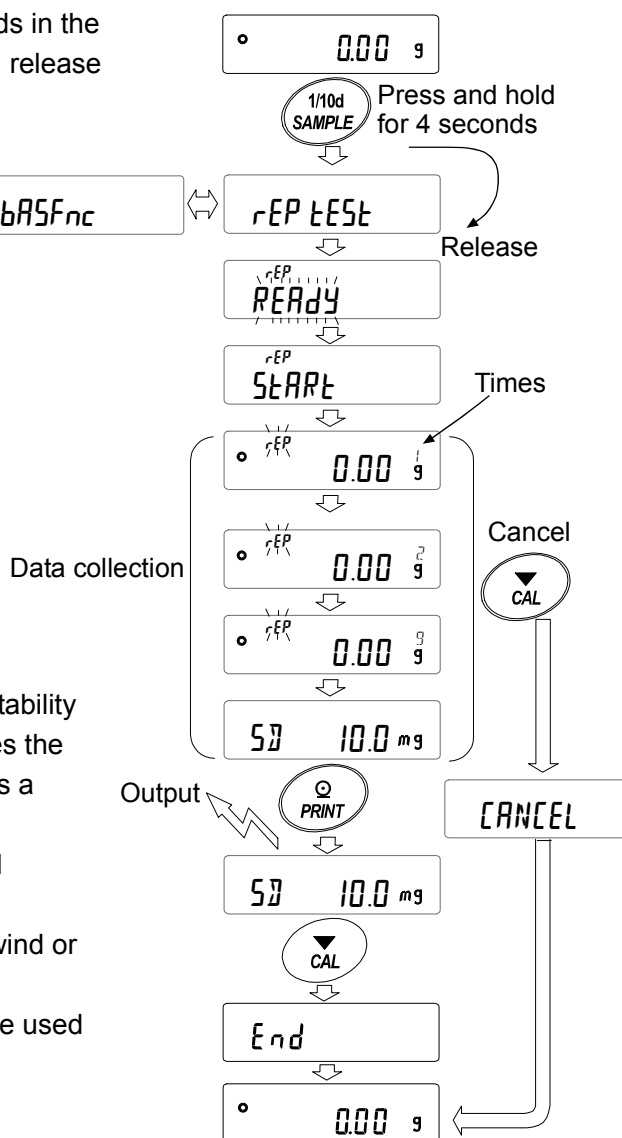 ds in the
release
0.00 g
1/10d
SAMPLE
Press and hold
for 4 seconds
bASFnc
rEP tESt
Release
rEP
REAdY
rEP
StARt
Times
rEP
0.00 g 1
Data collection
rEP
0.00 g 2
Cancel
CAL
rEP
0.00 g 9
tability
es the
s a
SD 10.0 mg
Output
PRINT
CANCEL
SD 10.0 mg
wind or
CAL
e used
End
0.00 g